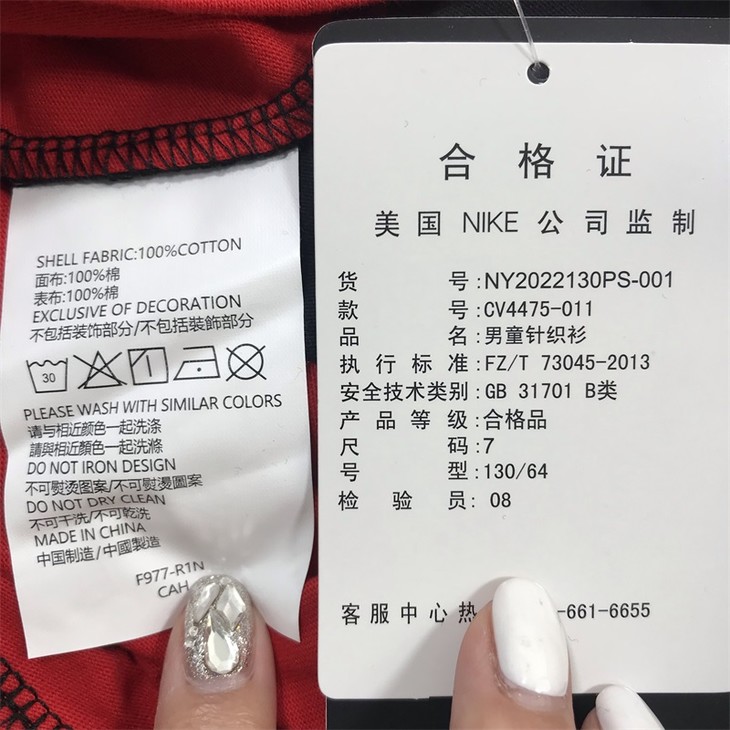 SHELL FABRIC:100%COTTON
面布:100%棉
表布:100%棉
EXCLUSIVE OF DECORATION
不包括装饰部分/不包括裝飾部分
30
PLEASE WASH WITH SIMILAR COLORS
请与相近颜色一起洗涤
請與相近顏色一起洗滌
DO NOT IRON DESIGN
不可熨烫图案/不可熨燙圖案
DO NOT DRY CLEAN
不可干洗/不可乾洗
MADE IN CHINA
中国制造/中國製造
F977-R1N
CAH
合格证
美国 NIKE 公司监制
货号:NY2022130PS-001
款号:CV4475-011
品名:男童针织衫
执行标准:FZ/T 73045-2013
安全技术类别:GB 31701 B类
产品等级:合格品
尺码:7
号型:130/64
检验员: 08
客服中心热 -661-6655